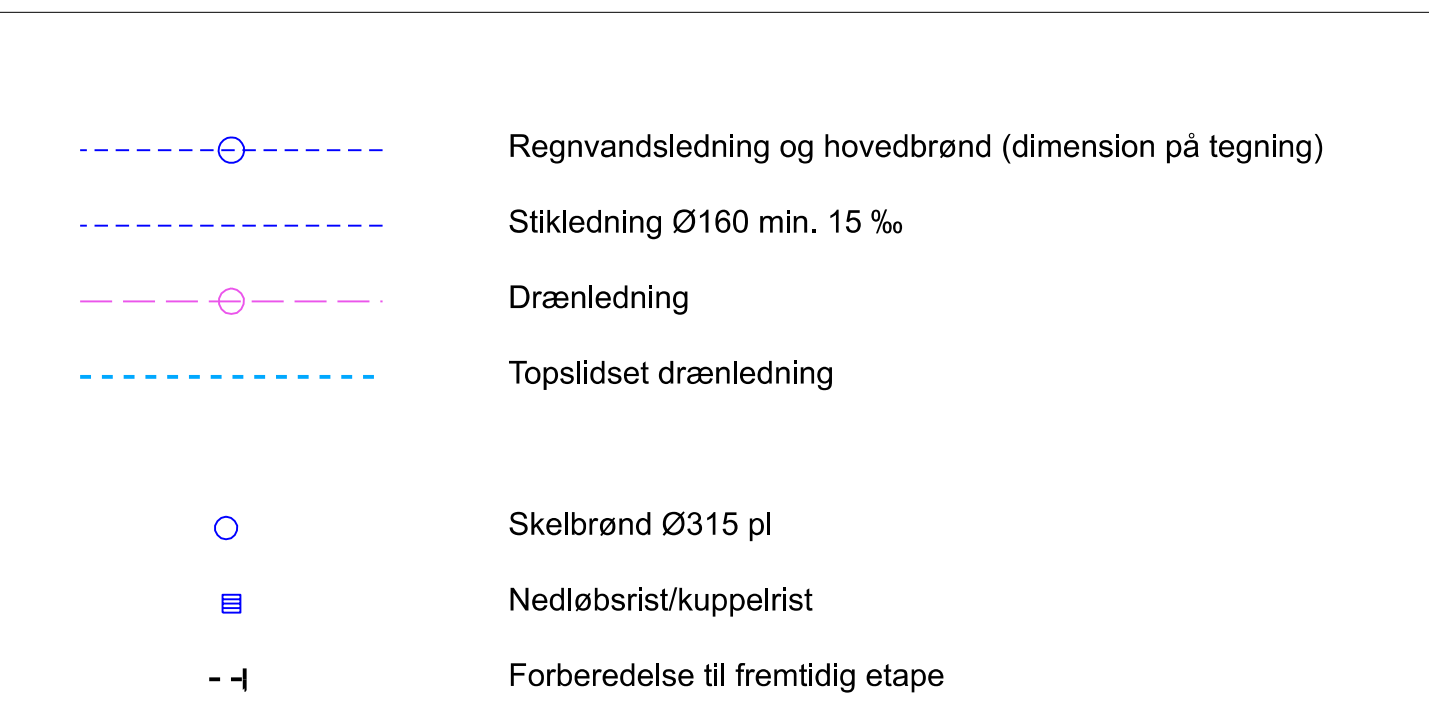 Regnvandsledning og hovedbrønd (dimension på tegning)
Stikledning Ø160 min. 15 ‰
Drænledning
Topslidset drænledning
Skelbrønd Ø315 pl
Nedløbsrist/kuppelrist
Forberedelse til fremtidig etape